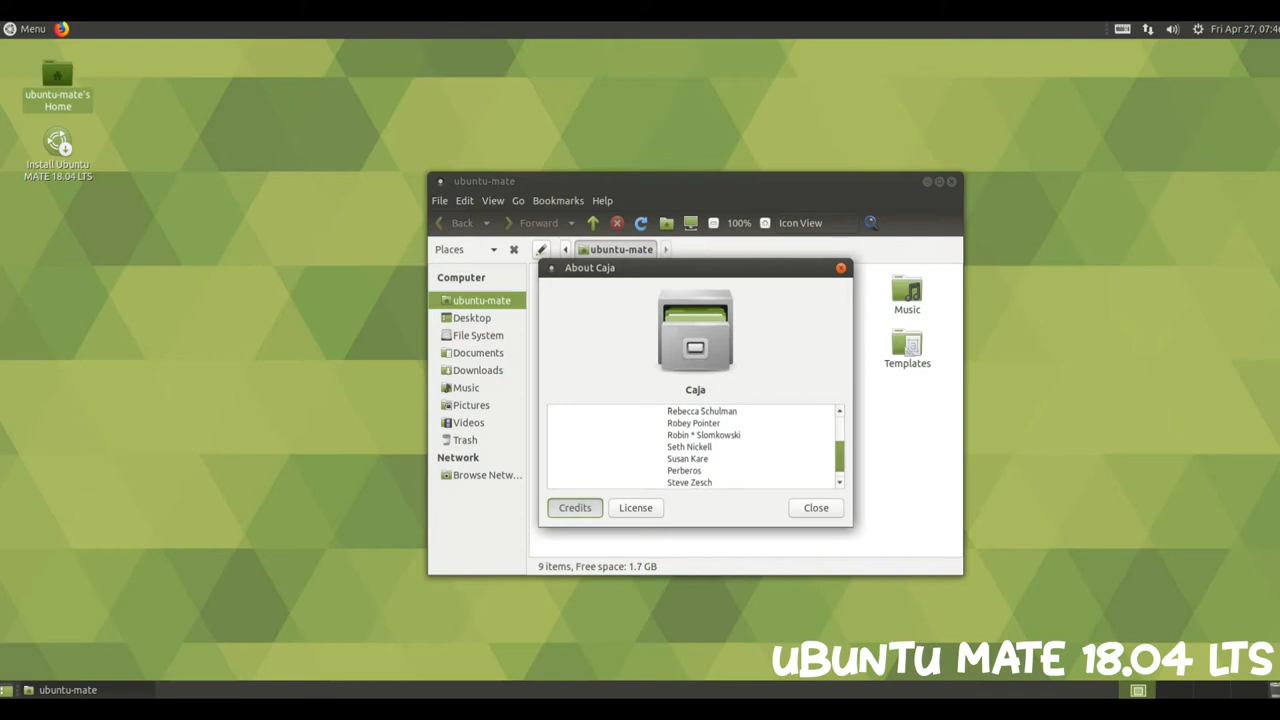 Menu
Fri Apr 27, 07:4
ubuntu-mate's
Home
Install Ubuntu
MATE 18.04 LTS
ubuntu-mate
File Edit View Go Bookmarks Help
Back Forward 100% Icon View
Places ubuntu-mate
About Caja
Computer
ubuntu-mate
Desktop
File System
Documents
Downloads
Music
Pictures
Videos
Trash
Network
Browse Netw...
Music
Templates
Caja
Rebecca Schulman
Robey Pointer
Robin * Slomkowski
Seth Nickell
Susan Kare
Perberos
Steve Zesch
Credits License Close
9 items, Free space: 1.7 GB
UBUNTU MATE 18.04 LTS
ubuntu-mate